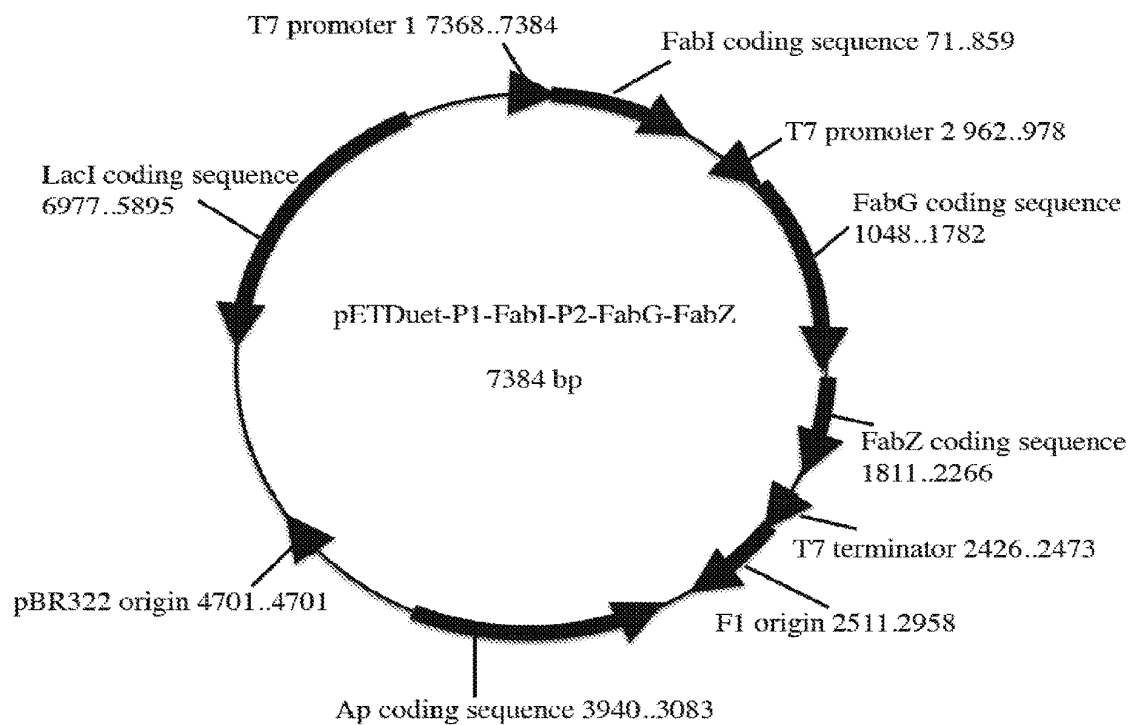 T7 promoter 1 7368..7384
FabI coding sequence 71..859
T7 promoter 2 962..978
LacI coding sequence
6977..5895
FabG coding sequence
1048..1782
pETDuet-P1-FabI-P2-FabG-FabZ
7384 bp
FabZ coding sequence
1811..2266
T7 terminator 2426..2473
pBR322 origin 4701..4701
F1 origin 2511.2958
Ap coding sequence 3940..3083